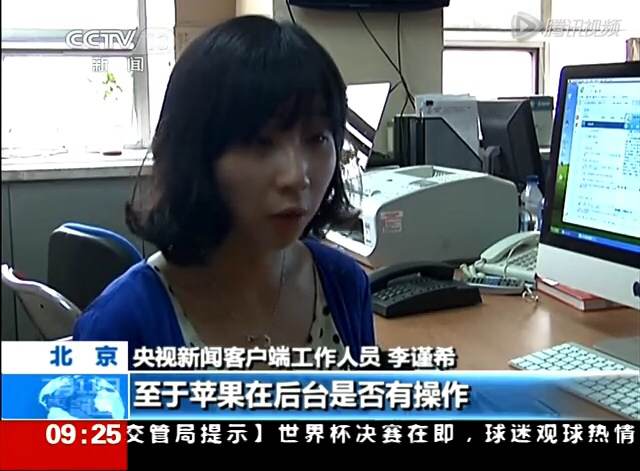 CCTV
新闻
腾讯视频
北京
央视新闻客户端工作人员 李谨希
至于苹果在后台是否有操作
09:25
交管局提示】世界杯决赛在即，球迷观球热情